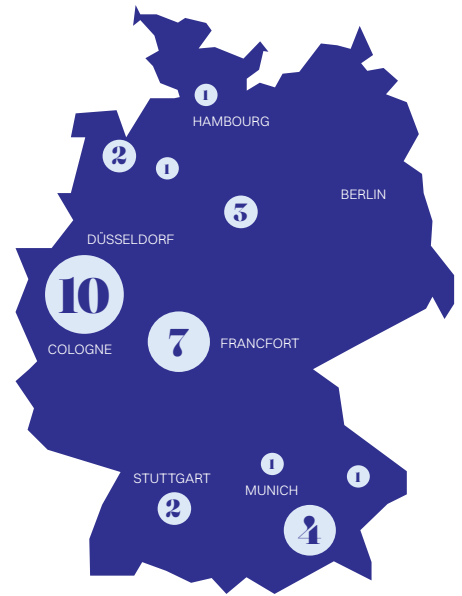 1
HAMBOURG
2
1
BERLIN
3
DÜSSELDORF
10
7
FRANCFORT
COLOGNE
1
1
STUTTGART
MUNICH
2
4